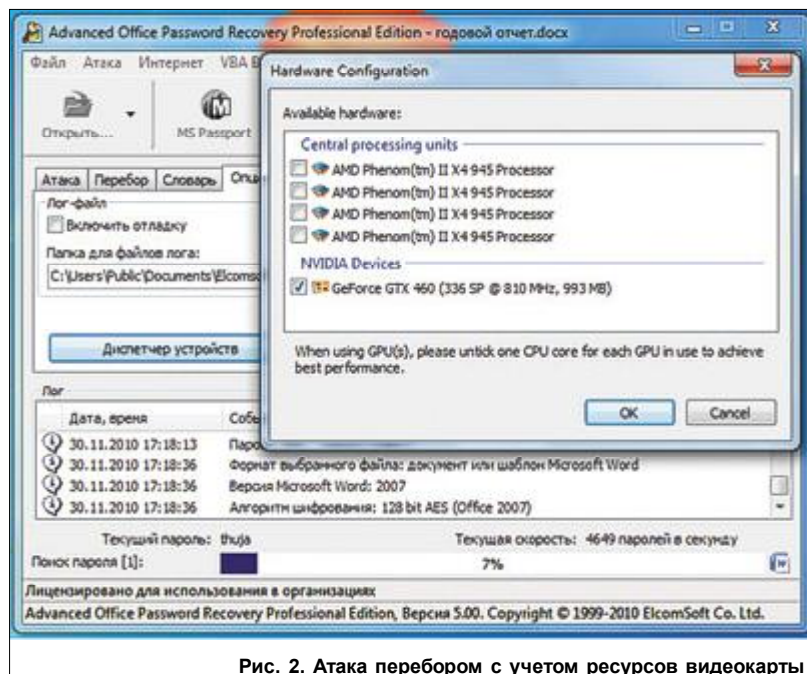 Advanced Office Password Recovery Professional Edition - годовой отчет.docx
Файл Атака Интернет VBA
Открыть...
MS Passport
Атака Перебор Словарь
Лог-файл
Включить отладку
Папка для файлов лога:
C:\Users\Public\Documents\
Диспетчер устройств
Hardware Configuration
Available hardware:
Central processing units
AMD Phenom(tm) II X4 945 Processor
AMD Phenom(tm) II X4 945 Processor
AMD Phenom(tm) II X4 945 Processor
AMD Phenom(tm) II X4 945 Processor
NVIDIA Devices
GeForce GTX 460 (336 SP @ 810 MHz, 993 MB)
When using GPU(s), please untick one CPU core for each GPU in use to achieve
best performance.
OK Cancel
Лог
Дата, время
30.11.2010 17:18:13
30.11.2010 17:18:36 Формат выбранного файла: документ или шаблон Microsoft Word
30.11.2010 17:18:36 Версия Microsoft Word: 2007
30.11.2010 17:18:36 Алгоритм шифрования: 128 bit AES (Office 2007)
Текущий пароль: thuja Текущая скорость: 4649 паролей в секунду
Поиск пароля [1]: 7%
Лицензировано для использования в организациях
Advanced Office Password Recovery Professional Edition, Версия 5.00. Copyright © 1999-2010 ElcomSoft Co. Ltd.
Рис. 2. Атака перебором с учетом ресурсов видеокарты